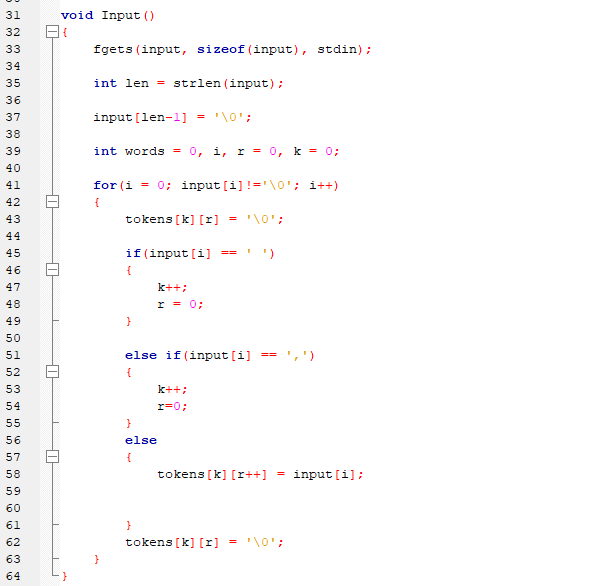 31 void Input()
32 {
33 fgets(input, sizeof(input), stdin);
34
35 int len = strlen(input);
36
37 input[len-1] = '\0';
38
39 int words = 0, i, r = 0, k = 0;
40
41 for(i = 0; input[i]!='\0'; i++)
42 {
43 tokens[k][r] = '\0';
44
45 if(input[i] == ' ')
46 {
47 k++;
48 r = 0;
49 }
50
51 else if(input[i] == ',')
52 {
53 k++;
54 r=0;
55 }
56 else
57 {
58 tokens[k][r++] = input[i];
59
60
61 }
62 tokens[k][r] = '\0';
63 }
64 }